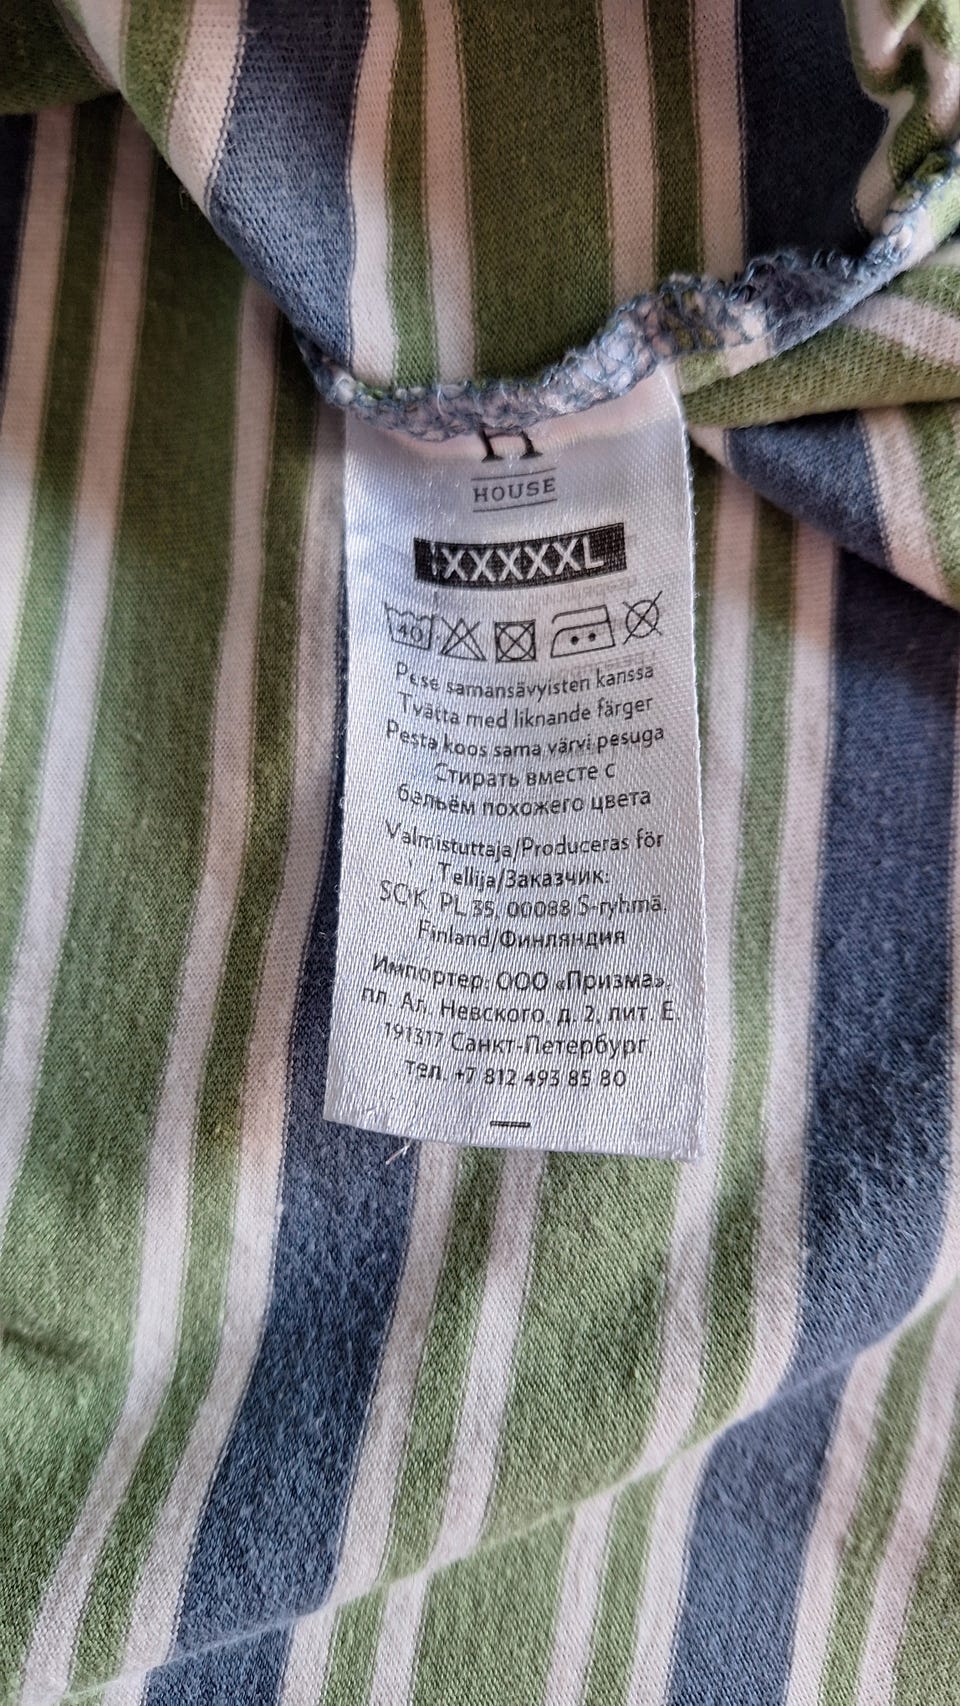 H
HOUSE
XXXXXL
40
Pese samansävyisten kanssa
Tvätta med liknande färger
Pesta koos sama värvi pesuga
Стирать вместе с
бельём похожего цвета
Valmistuttaja/Produceras för
Tellija/Заказчик:
SOK, PL 35, 00088 S-ryhmä,
Finland/Финляндия
Импортер: ООО «Призма»,
пл. Ал. Невского, д. 2, лит. Е,
191317 Санкт-Петербург,
тел. +7 812 493 85 80